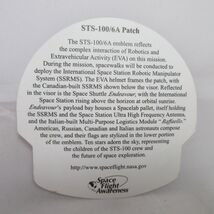 STS-100/6A Patch
The STS-100/6A emblem reflects
the complex interaction of Robotics and
Extravehicular Activity (EVA) on this mission.
During the mission, spacewalks will be conducted to
deploy the International Space Station Robotic Manipulator
System (SSRMS). The EVA helmet frames the patch, with
the Canadian-built SSRMS shown below the visor. Reflected
in the visor is the Space Shuttle Endeavour, with the International
Space Station rising above the horizon at orbital sunrise.
Endeavour's payload bay houses a Spacelab pallet, itself holding
the SSRMS and the Space Station Ultra High Frequency Antenna,
and the Italian-built Multi-Purpose Logistics Module "Raffaello."
American, Russian, Canadian and Italian astronauts compose
the crew, and their flags are stylized in the lower portion
of the emblem. Ten stars adorn the sky, representing
the children of the STS-100 crew and
the future of space exploration.
http://www.spaceflight.nasa.gov
Space
Flight
Awareness